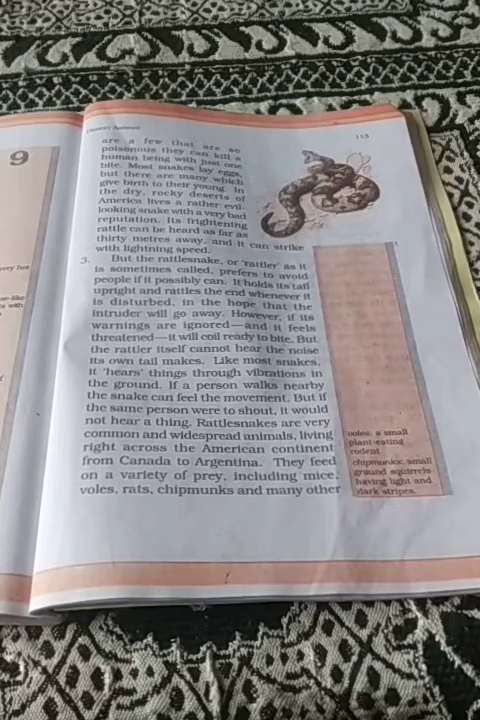 9
very hot
se-like
s with
DESERT ANIMALS
113
are a few that are so
poisonous they can kill a
human being with just one
bite. Most snakes lay eggs,
but there are many which
give birth to their young. In
the dry, rocky deserts of
America lives a rather evil-
looking snake with a very bad
reputation. Its frightening
rattle can be heard as far as
thirty metres away, and it can strike
with lightning speed.
3. But the rattlesnake, or 'rattler' as it
is sometimes called, prefers to avoid
people if it possibly can. It holds its tail
upright and rattles the end whenever it
is disturbed, in the hope that the
intruder will go away. However, if its
warnings are ignored—and it feels
threatened—it will coil ready to bite. But
the rattler itself cannot hear the noise
its own tail makes. Like most snakes,
it 'hears' things through vibrations in
the ground. If a person walks nearby
the snake can feel the movement. But if
the same person were to shout, it would
not hear a thing. Rattlesnakes are very
common and widespread animals, living
right across the American continent
from Canada to Argentina. They feed
on a variety of prey, including mice,
voles, rats, chipmunks and many other
voles: a small
plant-eating
rodent
chipmunks: small
ground squirrels
having light and
dark stripes.